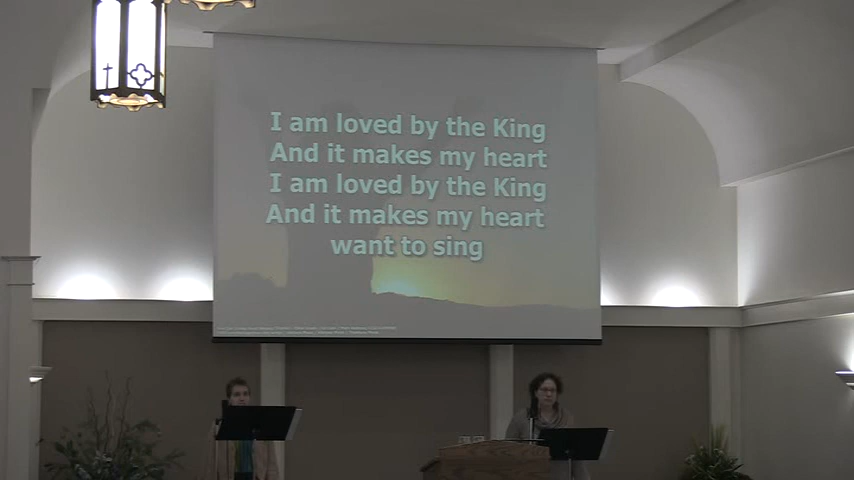 I am loved by the King
And it makes my heart
I am loved by the King
And it makes my heart
want to sing